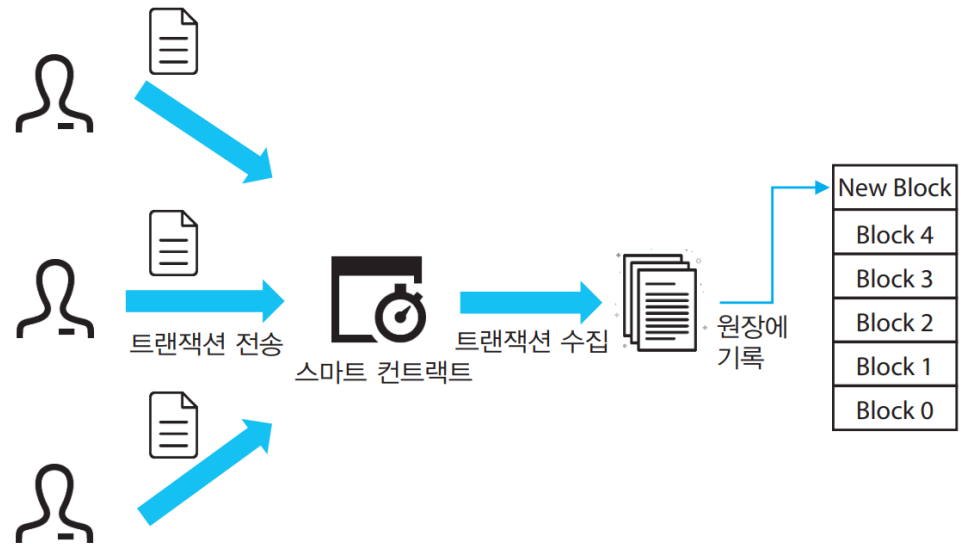 트랜잭션 전송
스마트 컨트랙트
트랜잭션 수집
원장에
기록
New Block
Block 4
Block 3
Block 2
Block 1
Block 0